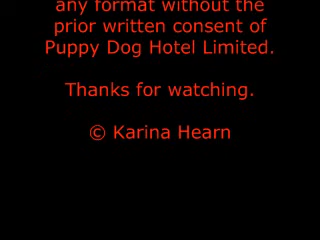 any format without the
prior written consent of
Puppy Dog Hotel Limited.
Thanks for watching.
© Karina Hearn